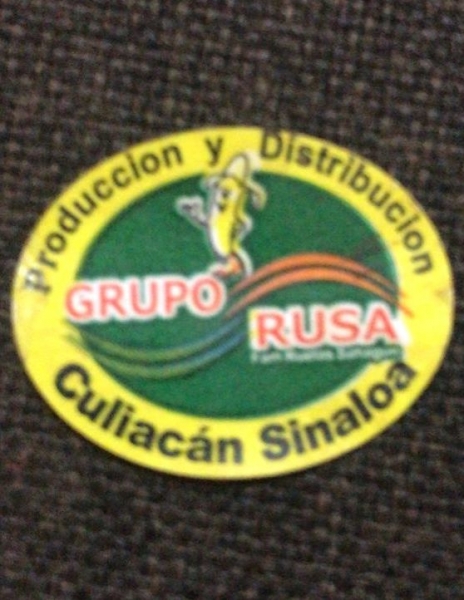 Produccion y Distribucion
GRUPO
RUSA
Culiacán Sinaloa